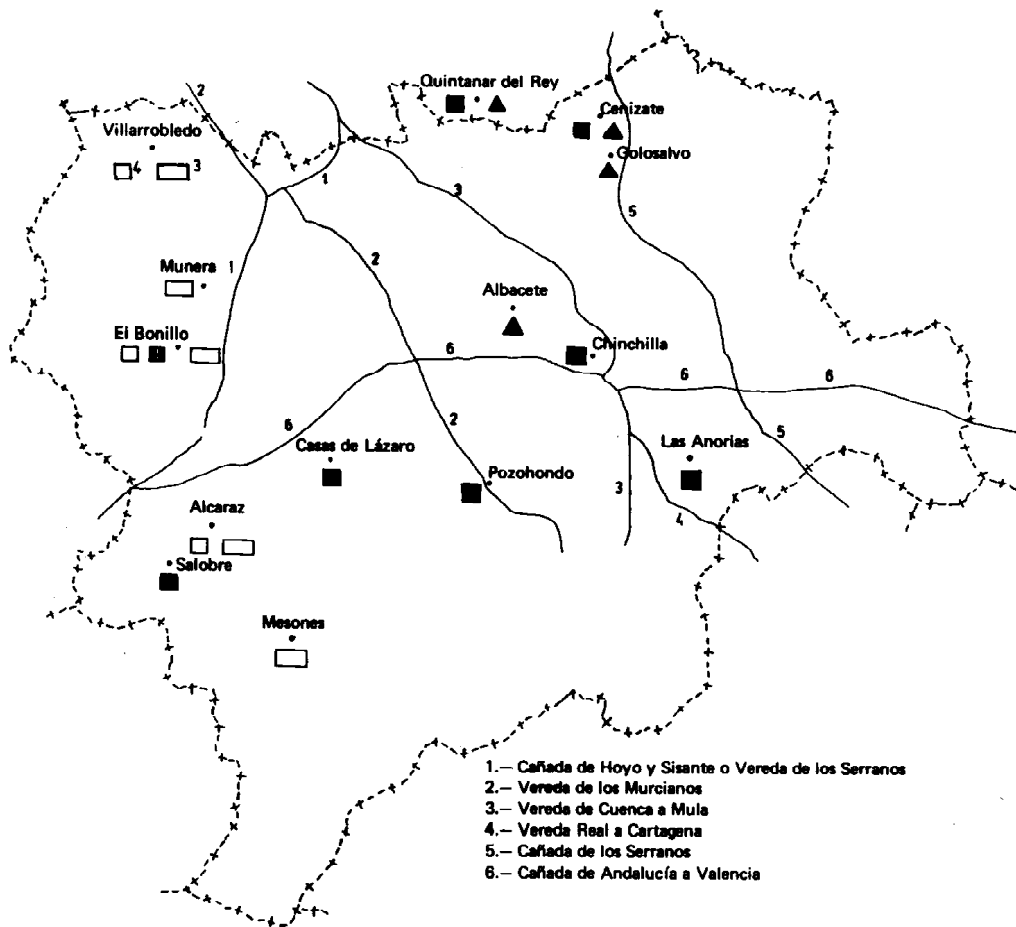 2
Quintanar del Rey
Cenizate
Villarrobledo
Golosalvo
4 3
1
3
5
2
Munera 1
Albacete
El Bonillo
Chinchilla
6
6 6
6
2
5
Casas de Lázaro
Las Anorias
Pozohondo
3
4
Alcaraz
Salobre
Mesones
1.— Cañada de Hoyo y Sisante o Vereda de los Serranos
2.— Vereda de los Murcianos
3.— Vereda de Cuenca a Mula
4.— Vereda Real a Cartagena
5.— Cañada de los Serranos
6.— Cañada de Andalucía a Valencia